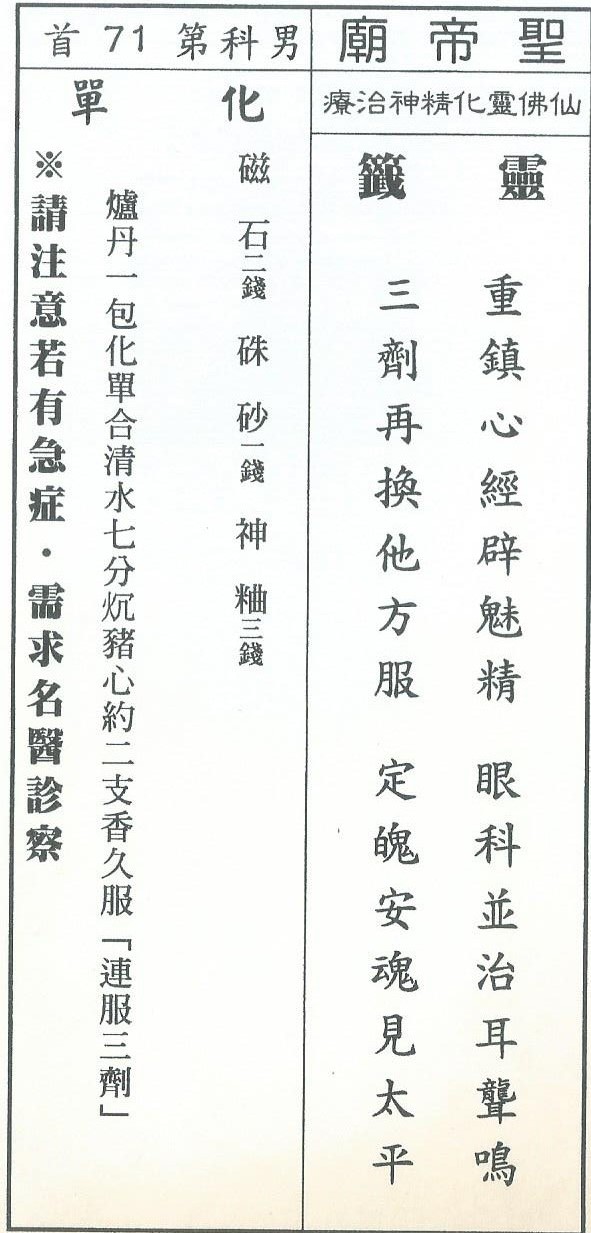 聖帝廟
仙佛靈化精神治療
靈籤
重鎮心經辟魅精 眼科並治耳聾鳴
三劑再換他方服 定魄安魂見太平
男科第71首
化單
磁石二錢 硃砂一錢 神粬三錢
爐丹一包化單合清水七分炃豬心約二支香久服「連服三劑」
※請注意若有急症・需求名醫診察